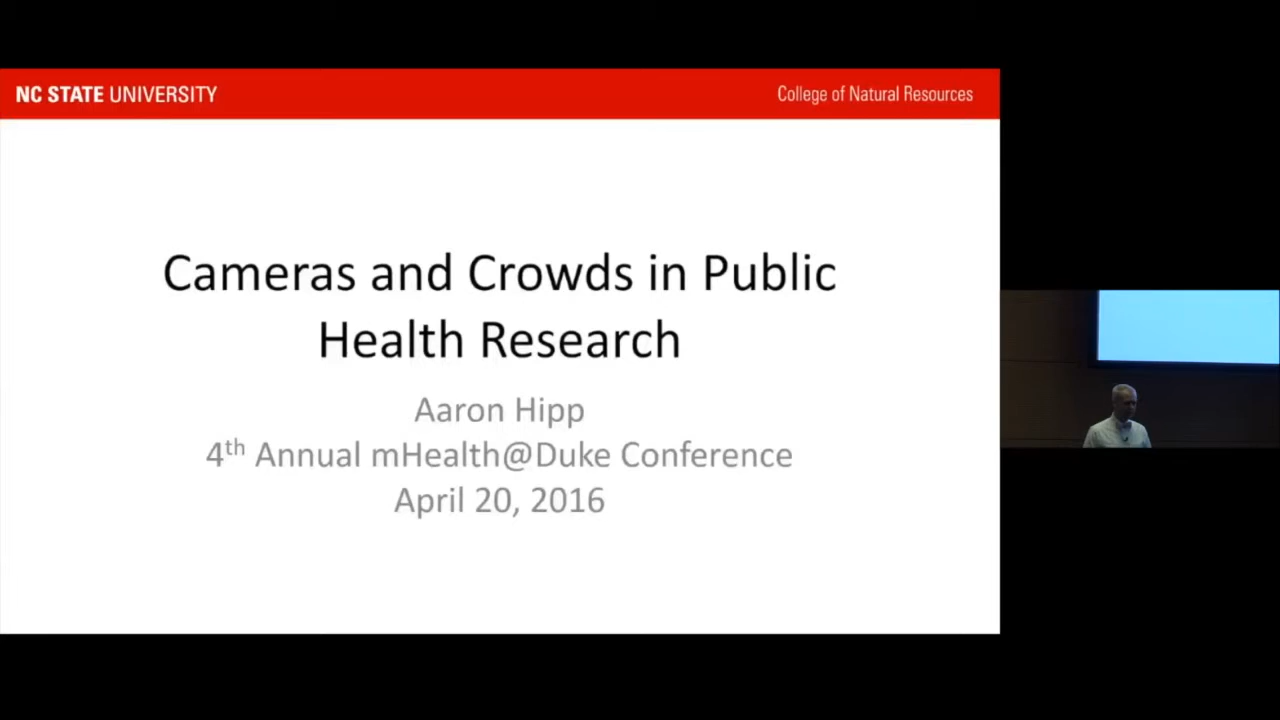 NC STATE UNIVERSITY
College of Natural Resources
Cameras and Crowds in Public
Health Research
Aaron Hipp
4th Annual mHealth@Duke Conference
April 20, 2016